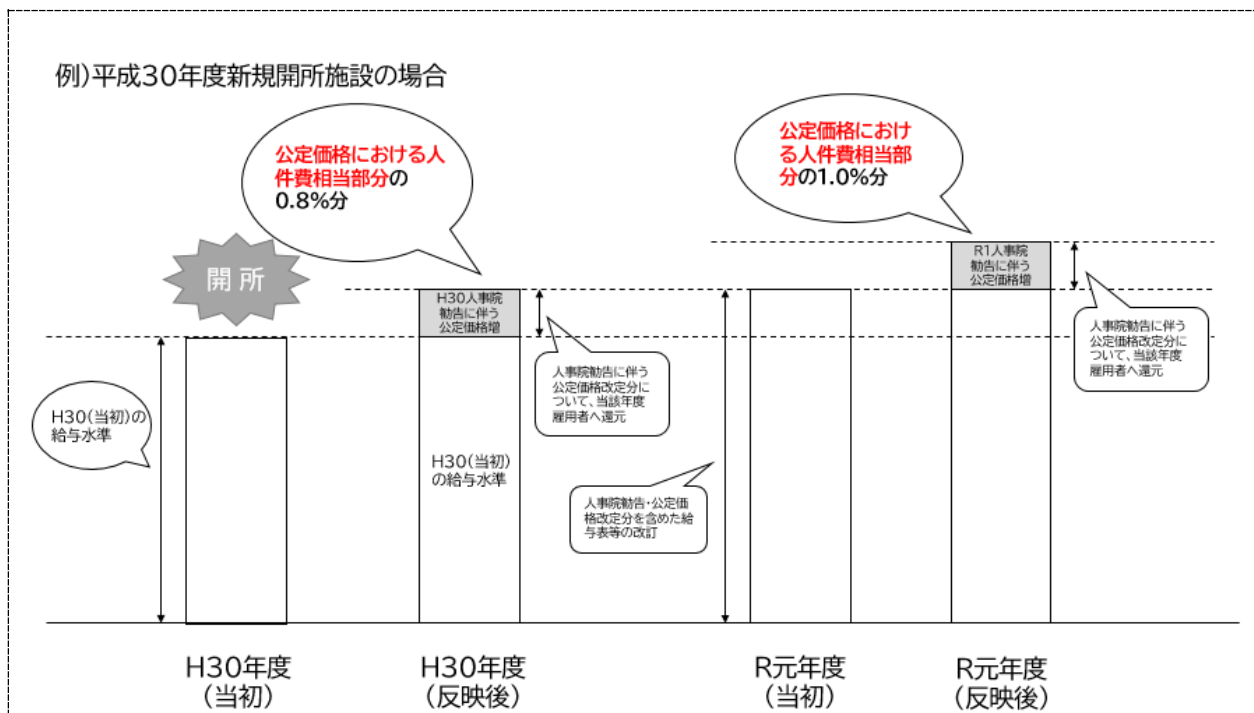 例)平成30年度新規開所施設の場合
公定価格における人
件費相当部分の
0.8%分
公定価格におけ
る人件費相当部
分の1.0%分
開所
H30人事院
勧告に伴う
公定価格増
R1人事院
勧告に伴う
公定価格増
人事院勧告に伴う
公定価格改定分に
ついて、当該年度
雇用者へ還元
人事院勧告に伴う
公定価格改定分に
ついて、当該年度
雇用者へ還元
H30(当初)の
給与水準
H30(当初)
の給与水準
人事院勧告・公定価
格改定分を含めた給
与表等の改訂
H30年度
(当初)
H30年度
(反映後)
R元年度
(当初)
R元年度
(反映後)